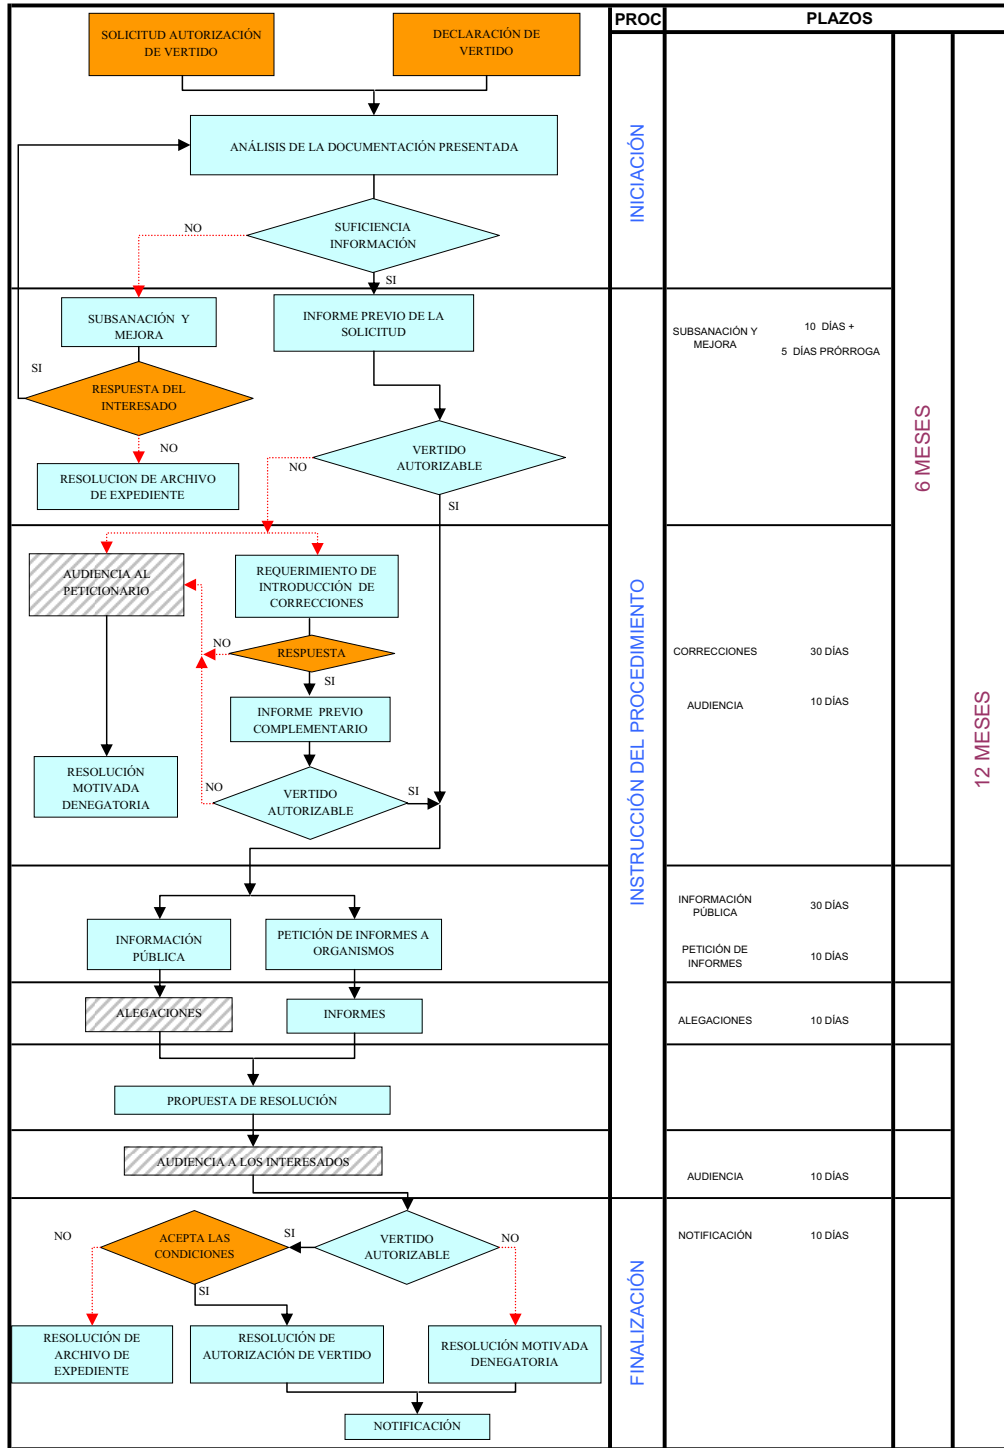 PROC
PLAZOS
SOLICITUD AUTORIZACIÓN
DE VERTIDO
DECLARACIÓN DE
VERTIDO
ANÁLISIS DE LA DOCUMENTACIÓN PRESENTADA
INICIACIÓN
SUFICIENCIA
INFORMACIÓN
NO
SI
SUBSANACIÓN Y
MEJORA
INFORME PREVIO DE LA
SOLICITUD
SUBSANACIÓN Y
MEJORA
10 DÍAS +
5 DÍAS PRÓRROGA
SI
RESPUESTA DEL
INTERESADO
NO
RESOLUCION DE ARCHIVO
DE EXPEDIENTE
VERTIDO
AUTORIZABLE
NO
SI
6 MESES
AUDIENCIA AL
PETICIONARIO
REQUERIMIENTO DE
INTRODUCCIÓN DE
CORRECCIONES
NO
RESPUESTA
SI
INFORME PREVIO
COMPLEMENTARIO
RESOLUCIÓN
MOTIVADA
DENEGATORIA
NO
VERTIDO
AUTORIZABLE
SI
INSTRUCCIÓN DEL PROCEDIMIENTO
CORRECCIONES
30 DÍAS
AUDIENCIA
10 DÍAS
12 MESES
INFORMACIÓN
PÚBLICA
PETICIÓN DE INFORMES A
ORGANISMOS
INFORMACIÓN
PÚBLICA
30 DÍAS
PETICIÓN DE
INFORMES
10 DÍAS
ALEGACIONES
INFORMES
ALEGACIONES
10 DÍAS
PROPUESTA DE RESOLUCIÓN
AUDIENCIA A LOS INTERESADOS
AUDIENCIA
10 DÍAS
NO
ACEPTA LAS
CONDICIONES
SI
VERTIDO
AUTORIZABLE
NO
NOTIFICACIÓN
10 DÍAS
SI
FINALIZACIÓN
RESOLUCIÓN DE
ARCHIVO DE
EXPEDIENTE
RESOLUCIÓN DE
AUTORIZACIÓN DE VERTIDO
RESOLUCIÓN MOTIVADA
DENEGATORIA
NOTIFICACIÓN